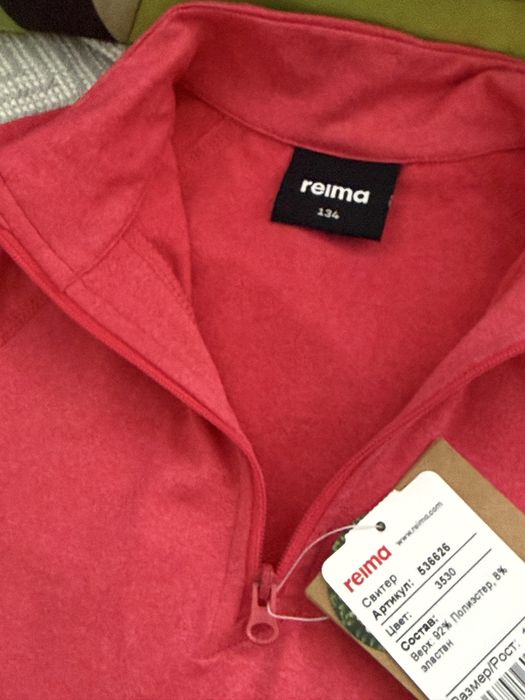 reima
134
reima
www.reima.com
Свитер
Артикул: 536626
Цвет: 3530
Состав:
Верх: 92% Полиэстер, 8%
эластан
Размер/Рост: